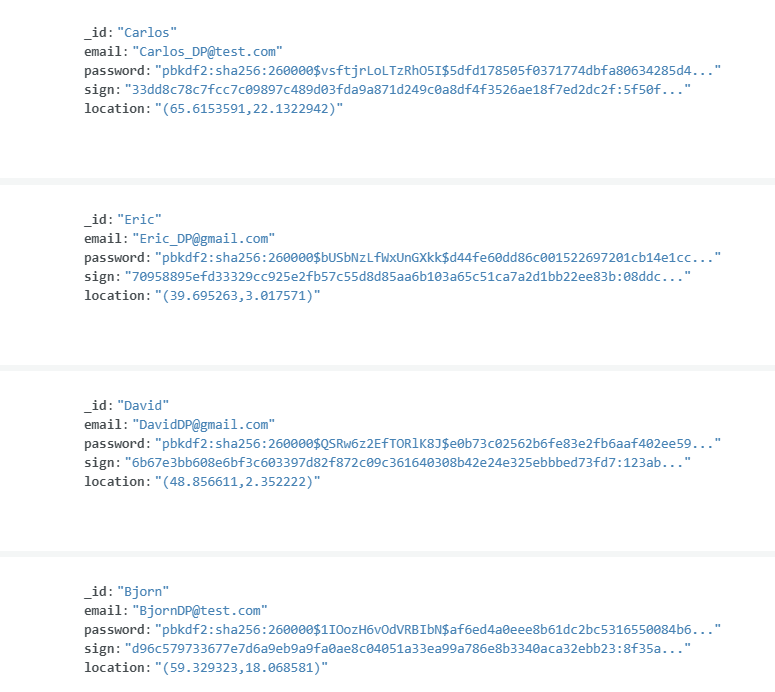 _id: "Carlos"
email: "Carlos_DP@test.com"
password: "pbkdf2:sha256:260000$vsftjrLoLTzRhO5I$5dfd178505f0371774dbfa80634285d4..."
sign: "33dd8c78c7fcc7c09897c489d03fda9a871d249c0a8df4f3526ae18f7ed2dc2f:5f50f..."
location: "(65.6153591,22.1322942)"
_id: "Eric"
email: "Eric_DP@gmail.com"
password: "pbkdf2:sha256:260000$bUSbNzLfWxUnGXkk$d44fe60dd86c001522697201cb14e1cc..."
sign: "70958895efd33329cc925e2fb57c55d8d85aa6b103a65c51ca7a2d1bb22ee83b:08ddc..."
location: "(39.695263,3.017571)"
_id: "David"
email: "DavidDP@gmail.com"
password: "pbkdf2:sha256:260000$QSRw6z2EfTORlK8J$e0b73c02562b6fe83e2fb6aaf402ee59..."
sign: "6b67e3bb608e6bf3c603397d82f872c09c361640308b42e24e325ebbbed73fd7:123ab..."
location: "(48.856611,2.352222)"
_id: "Bjorn"
email: "BjornDP@test.com"
password: "pbkdf2:sha256:260000$1IOozH6vOdVRBIbN$af6ed4a0eee8b61dc2bc5316550084b6..."
sign: "d96c579733677e7d6a9eb9a9fa0ae8c04051a33ea99a786e8b3340aca32ebb23:8f35a..."
location: "(59.329323,18.068581)"